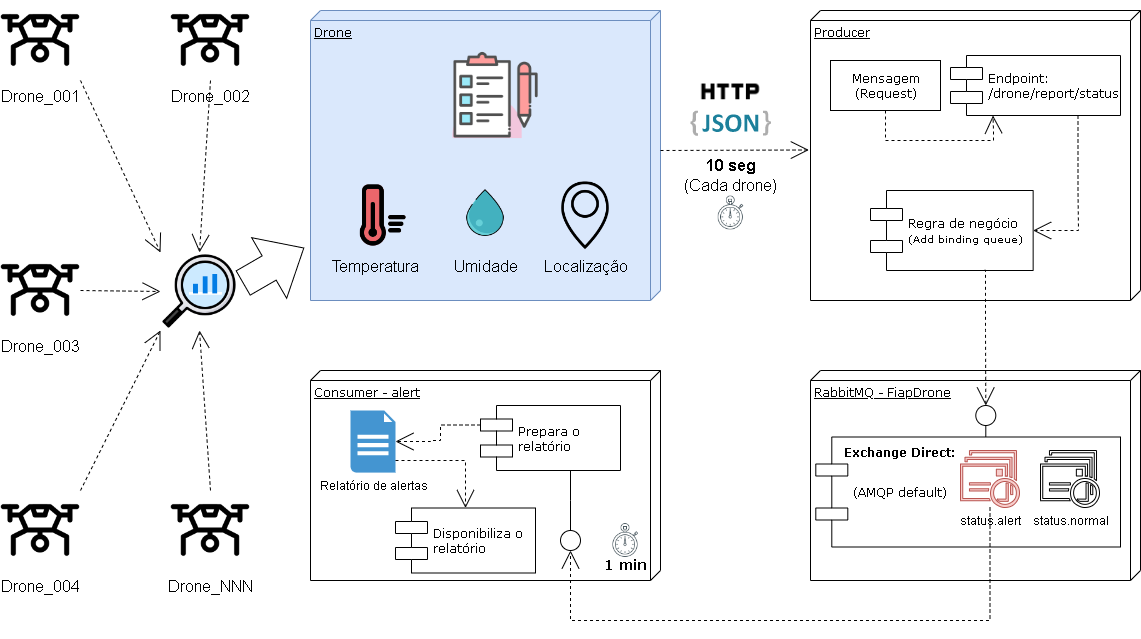 Drone_001
Drone_002
Drone_003
Drone_004
Drone_NNN
Drone
Temperatura
Umidade
Localização
HTTP
{JSON}
10 seg
(Cada drone)
Producer
Mensagem
(Request)
Endpoint:
/drone/report/status
Regra de negócio
(Add binding queue)
RabbitMQ - FiapDrone
Exchange Direct:
(AMQP default)
status.alert
status.normal
Consumer - alert
Prepara o
relatório
Relatório de alertas
Disponibiliza o
relatório
1 min